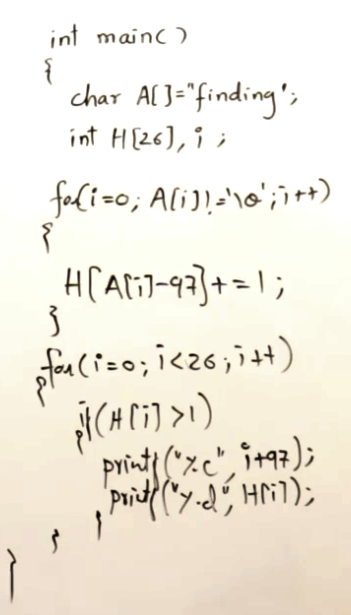 int main()
{
char A[]="finding";
int H[26], i ;
for(i=0; A[i]!='\0'; i++)
{
H[A[i]-97]+=1;
}
for(i=0; i<26; i++)
{
if(H[i]>1)
{
printf("%c", i+97);
printf("%d", H[i]);
}
}
}